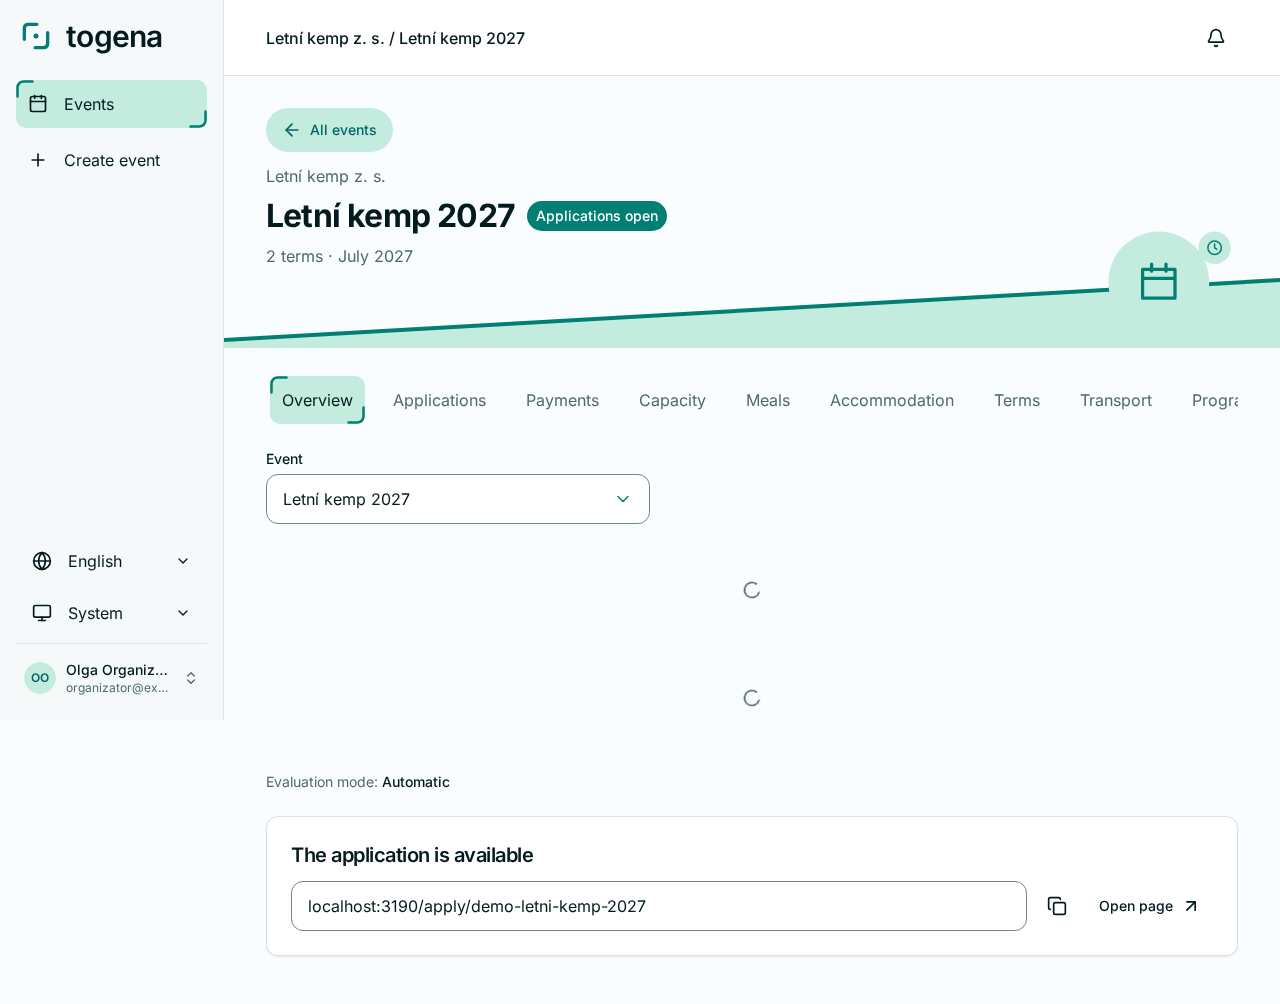 togena
Letní kemp z. s. / Letní kemp 2027
Events
Create event
All events
Letní kemp z. s.
Letní kemp 2027
Applications open
2 terms · July 2027
Overview
Applications
Payments
Capacity
Meals
Accommodation
Terms
Transport
Progra
Event
Letní kemp 2027
English
System
OO
Olga Organiz...
organizator@ex...
Evaluation mode: Automatic
The application is available
localhost:3190/apply/demo-letni-kemp-2027
Open page